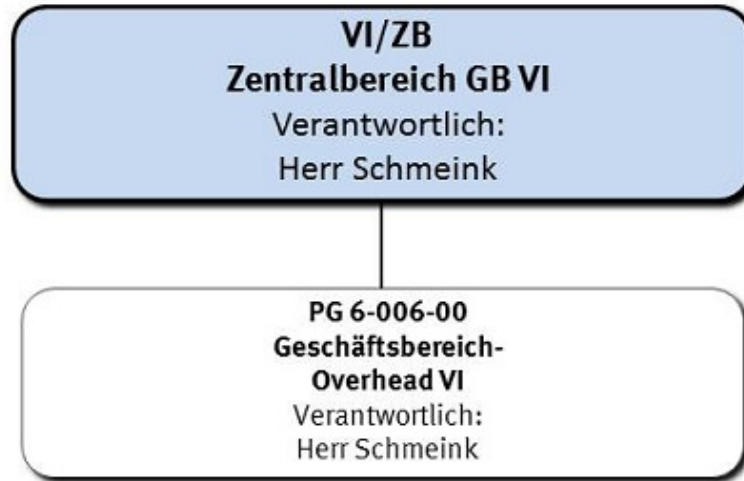 VI/ZB
Zentralbereich GB VI
Verantwortlich:
Herr Schmeink
PG 6-006-00
Geschäftsbereich-
Overhead VI
Verantwortlich:
Herr Schmeink